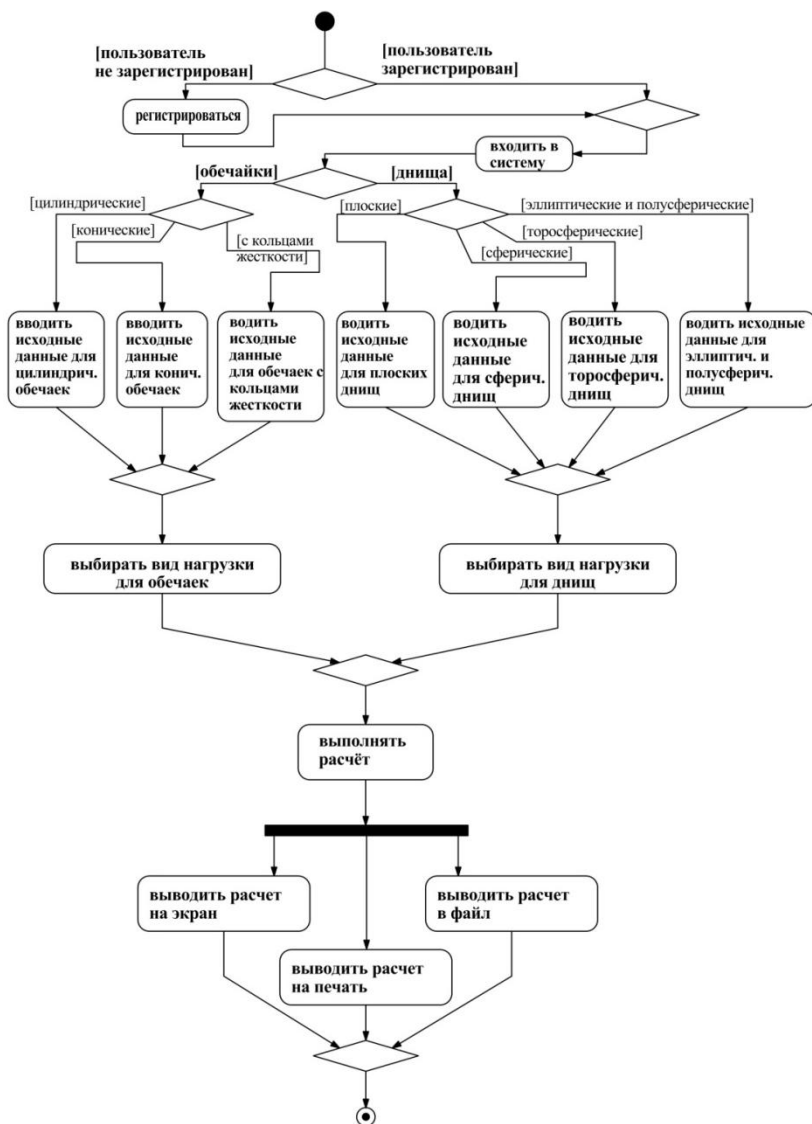 [пользователь
не зарегистрирован]
[пользователь
зарегистрирован]
регистрироваться
входить в
систему
[обечайки]
[днища]
[цилиндрические]
[конические]
[с кольцами
жесткости]
[плоские]
[эллиптические и полусферические]
[торосферические]
[сферические]
вводить
исходные
данные для
цилиндрич.
обечаек
вводить
исходные
данные
для конич.
обечаек
водить
исходные
данные
для обечаек с
кольцами
жесткости
водить
исходные
данные
для плоских
днищ
водить
исходные
данные
для сферич.
днищ
водить
исходные
данные для
торосферич.
днищ
водить исходные
данные для
эллиптич. и
полусферич.
днищ
выбирать вид нагрузки
для обечаек
выбирать вид нагрузки
для днищ
выполнять
расчёт
выводить расчет
на экран
выводить расчет
в файл
выводить расчет
на печать